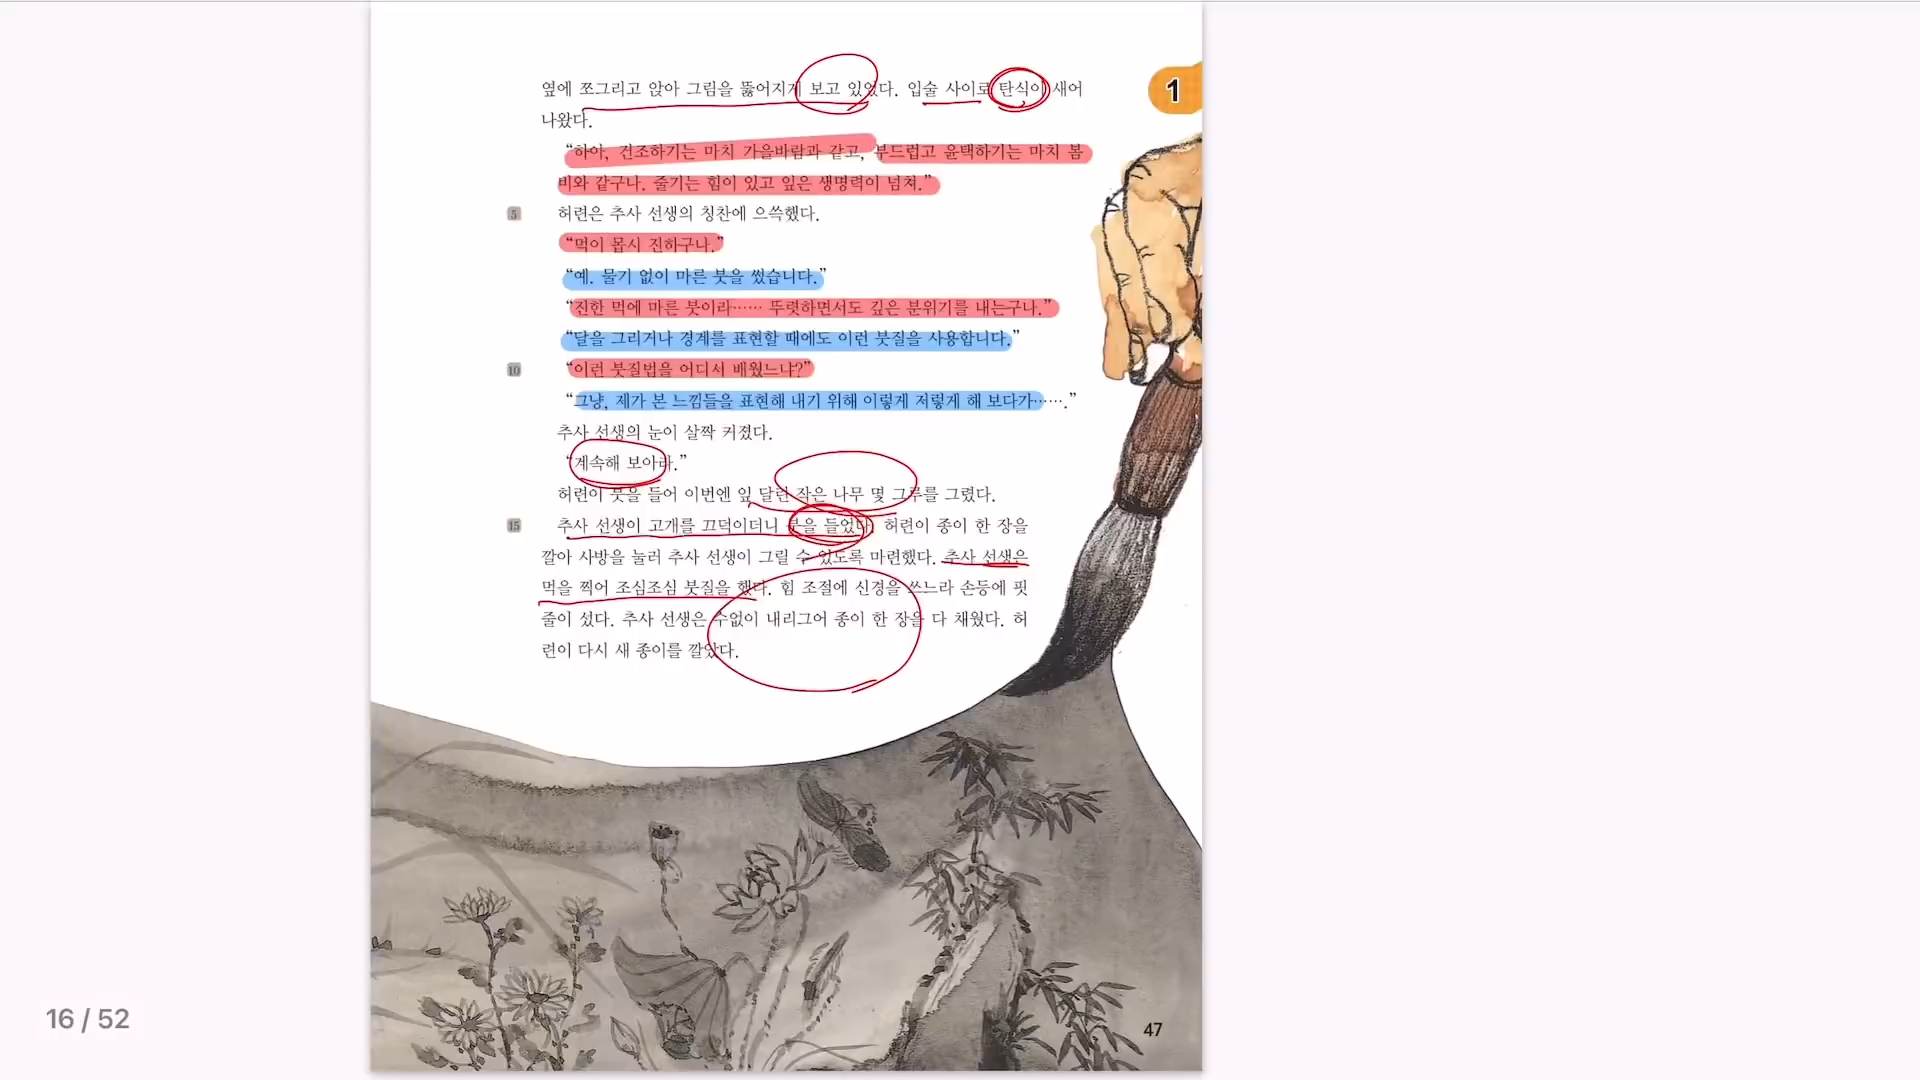 옆에 쪼그리고 앉아 그림을 뚫어지게 보고 있었다. 입술 사이로 탄식이 새어
1
나왔다.
“하아, 건조하기는 마치 가을바람과 같고, 부드럽고 윤택하기는 마치 봄
비와 같구나. 줄기는 힘이 있고 잎은 생명력이 넘쳐.”
5 허련은 추사 선생의 칭찬에 으쓱했다.
“먹이 몹시 진하구나.”
“예. 물기 없이 마른 붓을 썼습니다.”
“진한 먹에 마른 붓이라…… 뚜렷하면서도 깊은 분위기를 내는구나.”
“달을 그리거나 경계를 표현할 때에도 이런 붓질을 사용합니다.”
10 “이런 붓질법을 어디서 배웠느냐?”
“그냥, 제가 본 느낌들을 표현해 내기 위해 이렇게 저렇게 해 보다가…….”
추사 선생의 눈이 살짝 커졌다.
“계속해 보아라.”
허련이 붓을 들어 이번엔 잎 달린 작은 나무 몇 그루를 그렸다.
15 추사 선생이 고개를 끄덕이더니 붓을 들었다. 허련이 종이 한 장을
깔아 사방을 눌러 추사 선생이 그릴 수 있도록 마련했다. 추사 선생은
먹을 찍어 조심조심 붓질을 했다. 힘 조절에 신경을 쓰느라 손등에 핏
줄이 섰다. 추사 선생은 수없이 내리그어 종이 한 장을 다 채웠다. 허
련이 다시 새 종이를 깔았다.
16 / 52
47